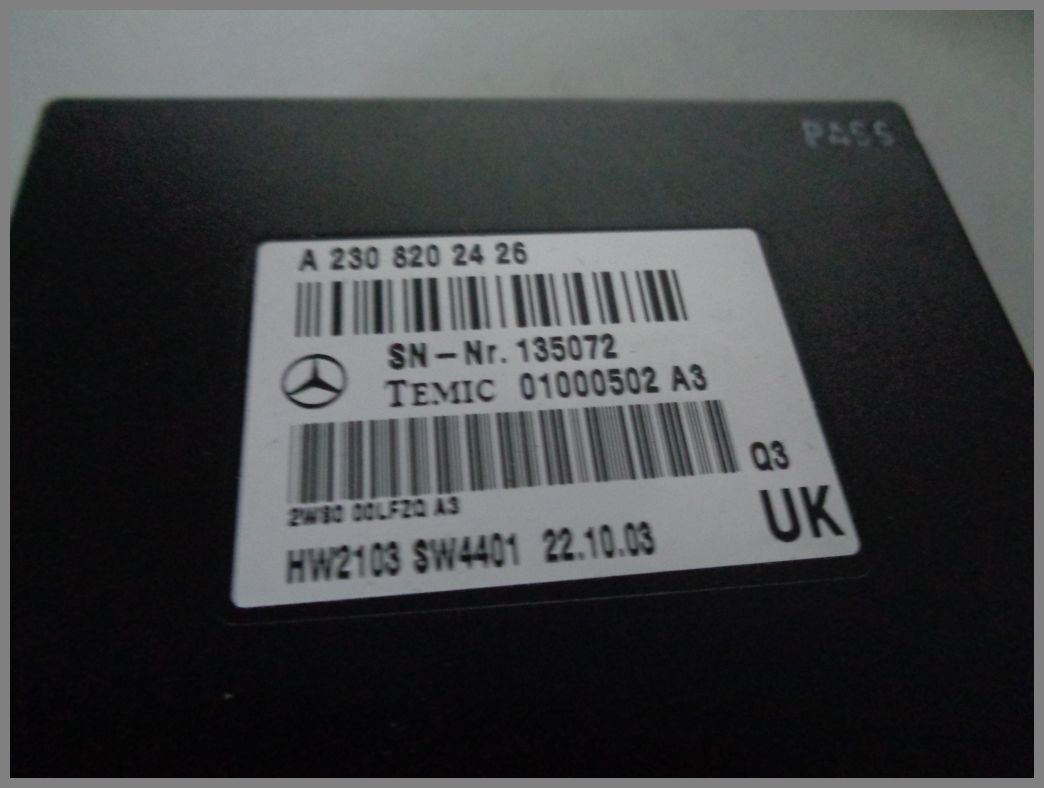 PASS
A 230 820 24 26
SN-Nr. 135072
TEMIC 01000502 A3
Q3
2W80 00LFZQ A3
UK
HW2103 SW4401 22.10.03